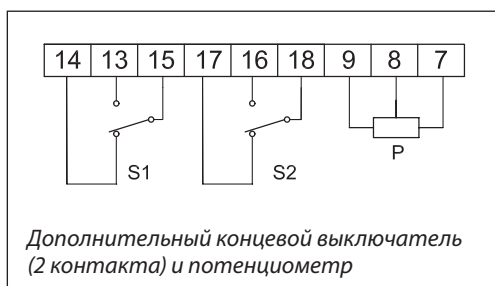 14 13 15 17 16 18 9 8 7
S1 S2 P
Дополнительный концевой выключатель
(2 контакта) и потенциометр